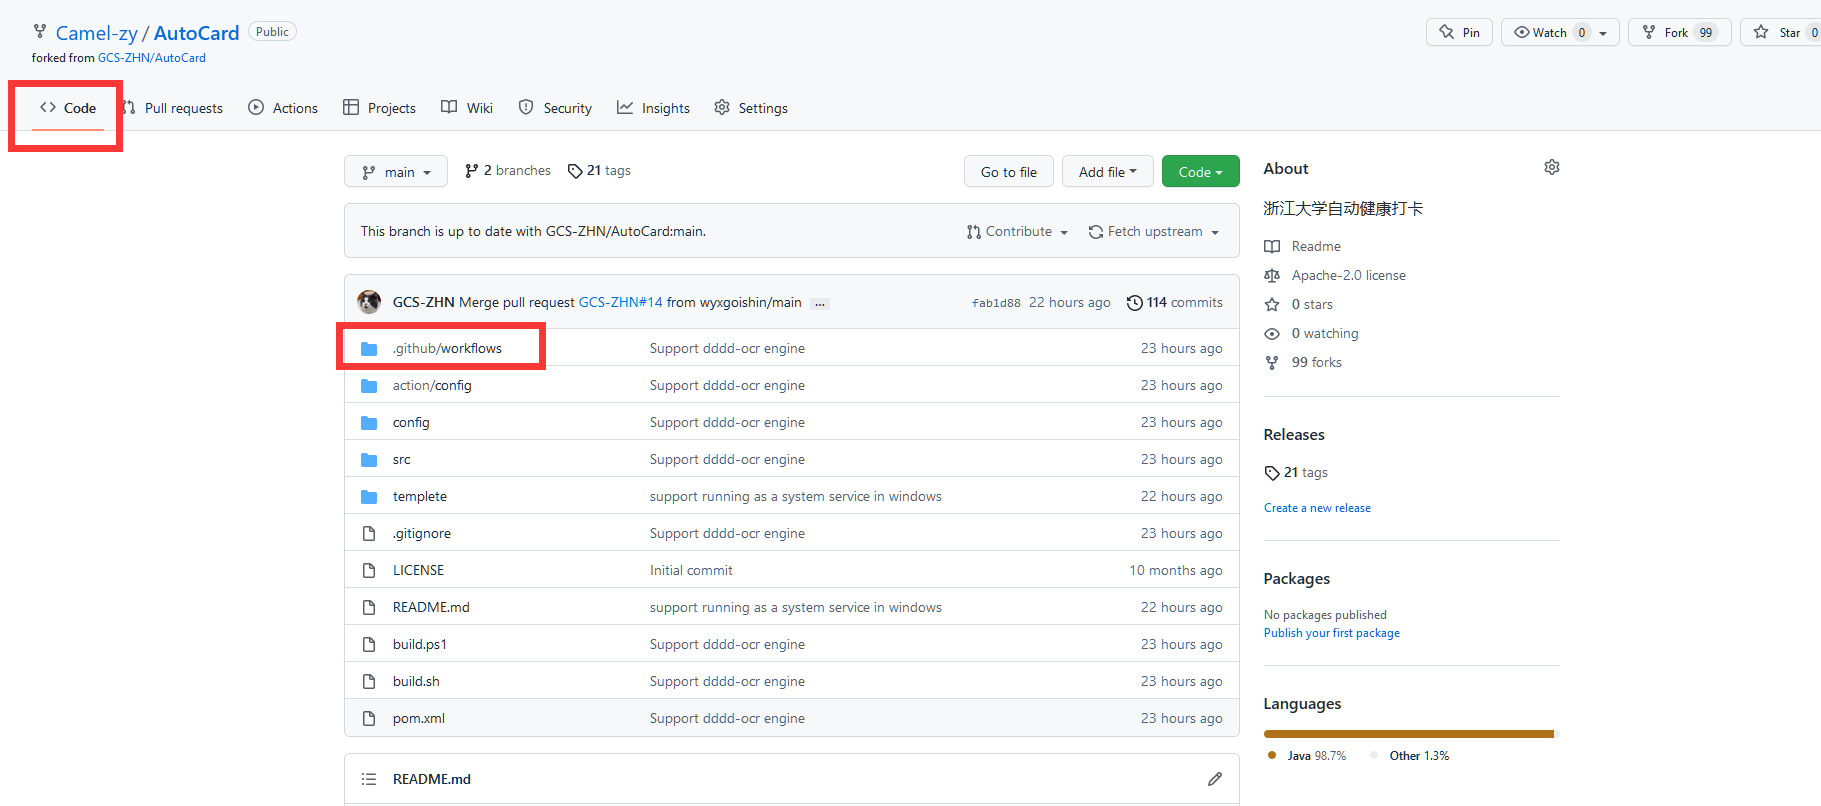 Camel-zy / AutoCard Public
Pin Watch 0 Fork 99 Star 0
forked from GCS-ZHN/AutoCard
Code Pull requests Actions Projects Wiki Security Insights Settings
main 2 branches 21 tags Go to file Add file Code
This branch is up to date with GCS-ZHN/AutoCard:main. Contribute Fetch upstream
GCS-ZHN Merge pull request GCS-ZHN#14 from wyxgoishin/main ... fab1d88 22 hours ago 114 commits
.github/workflows Support dddd-ocr engine 23 hours ago
action/config Support dddd-ocr engine 23 hours ago
config Support dddd-ocr engine 23 hours ago
src Support dddd-ocr engine 23 hours ago
templete support running as a system service in windows 22 hours ago
.gitignore Support dddd-ocr engine 23 hours ago
LICENSE Initial commit 10 months ago
README.md support running as a system service in windows 22 hours ago
build.ps1 Support dddd-ocr engine 23 hours ago
build.sh Support dddd-ocr engine 23 hours ago
pom.xml Support dddd-ocr engine 23 hours ago
README.md
About
浙江大学自动健康打卡
Readme
Apache-2.0 license
0 stars
0 watching
99 forks
Releases
21 tags
Create a new release
Packages
No packages published
Publish your first package
Languages
Java 98.7% Other 1.3%